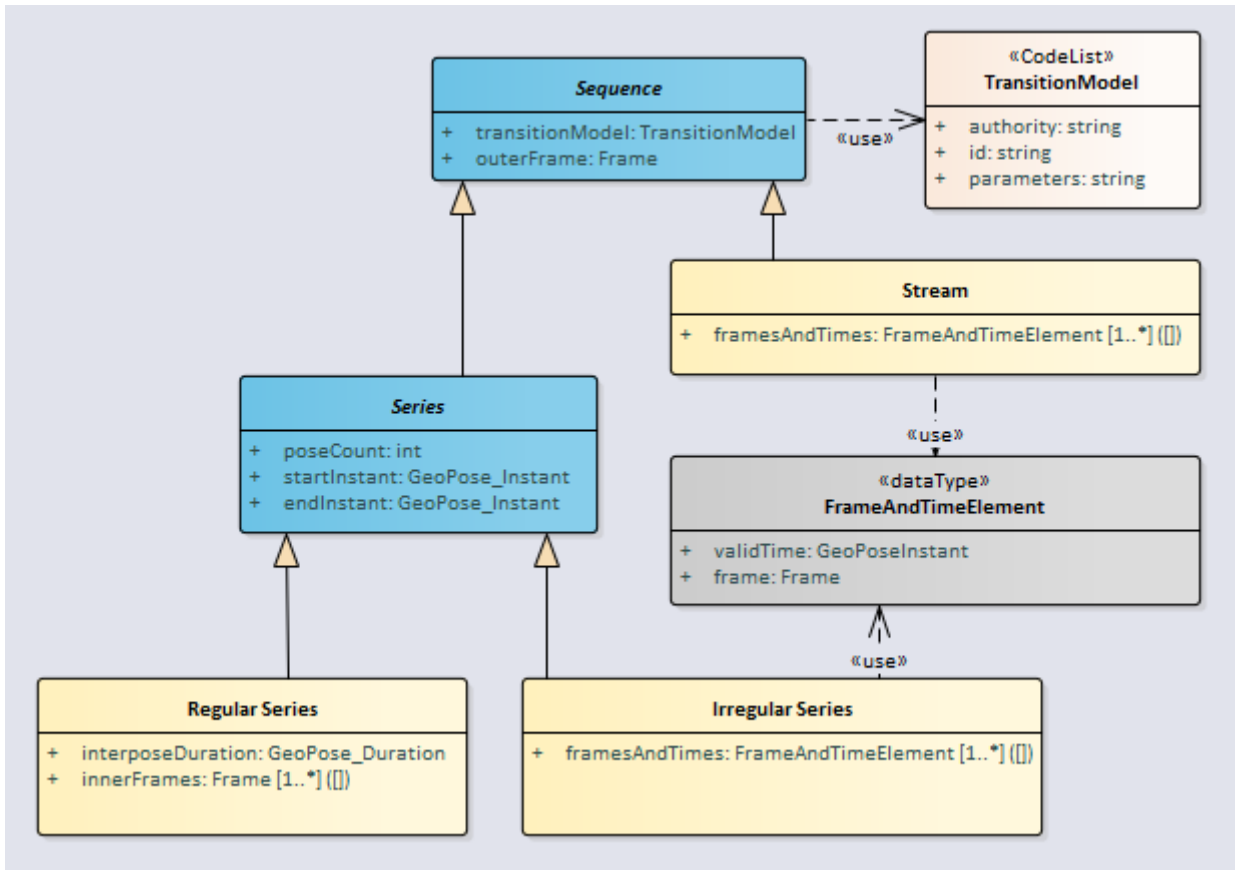 «CodeList»
TransitionModel
+ authority: string
+ id: string
+ parameters: string
Sequence
+ transitionModel: TransitionModel
+ outerFrame: Frame
«use»
Stream
+ framesAndTimes: FrameAndTimeElement [1..*] ([])
«use»
Series
+ poseCount: int
+ startInstant: GeoPose_Instant
+ endInstant: GeoPose_Instant
«dataType»
FrameAndTimeElement
+ validTime: GeoPoseInstant
+ frame: Frame
«use»
Regular Series
+ interposeDuration: GeoPose_Duration
+ innerFrames: Frame [1..*] ([])
Irregular Series
+ framesAndTimes: FrameAndTimeElement [1..*] ([])